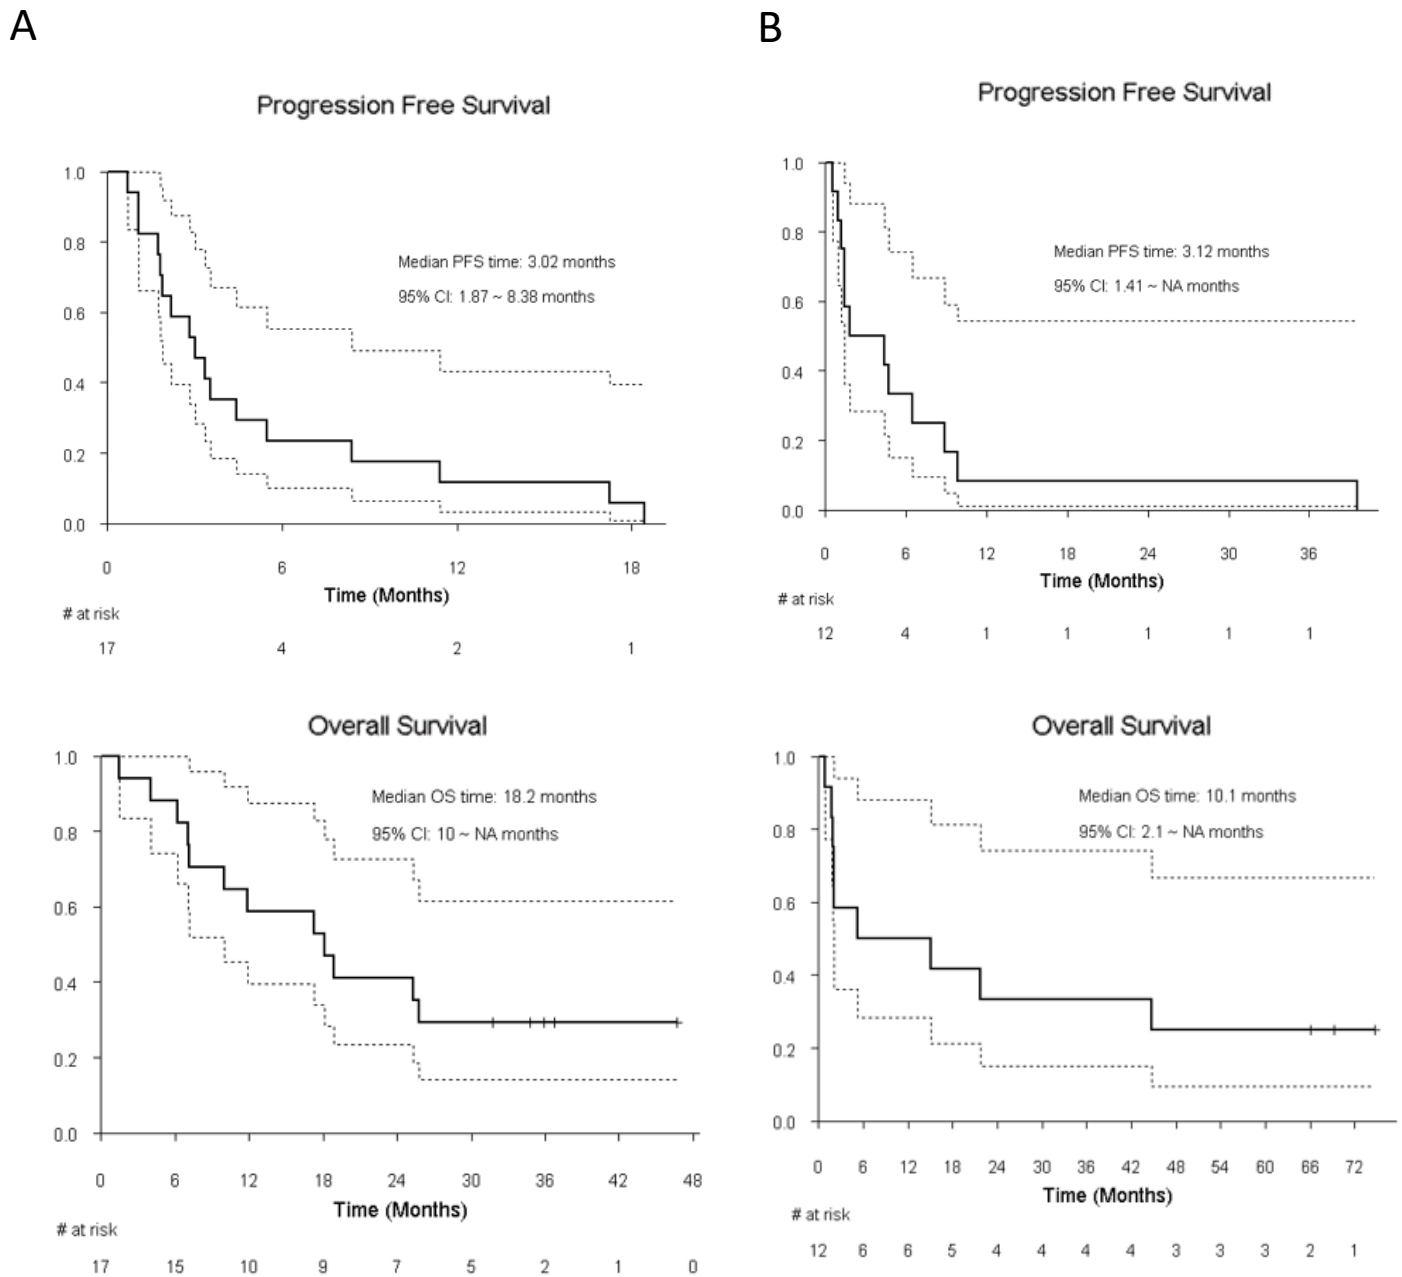 A
B
Progression Free Survival
1.0
0.8
0.6
0.4
0.2
0.0
Median PFS time: 3.02 months
95% CI: 1.87 ~ 8.38 months
0 6 12 18
Time (Months)
# at risk
17 4 2 1
Progression Free Survival
1.0
0.8
0.6
0.4
0.2
0.0
Median PFS time: 3.12 months
95% CI: 1.41 ~ NA months
0 6 12 18 24 30 36
Time (Months)
# at risk
12 4 1 1 1 1 1
Overall Survival
1.0
0.8
0.6
0.4
0.2
0.0
Median OS time: 18.2 months
95% CI: 10 ~ NA months
0 6 12 18 24 30 36 42 48
Time (Months)
# at risk
17 15 10 9 7 5 2 1 0
Overall Survival
1.0
0.8
0.6
0.4
0.2
0.0
Median OS time: 10.1 months
95% CI: 2.1 ~ NA months
0 6 12 18 24 30 36 42 48 54 60 66 72
Time (Months)
# at risk
12 6 6 5 4 4 4 4 3 3 3 2 1